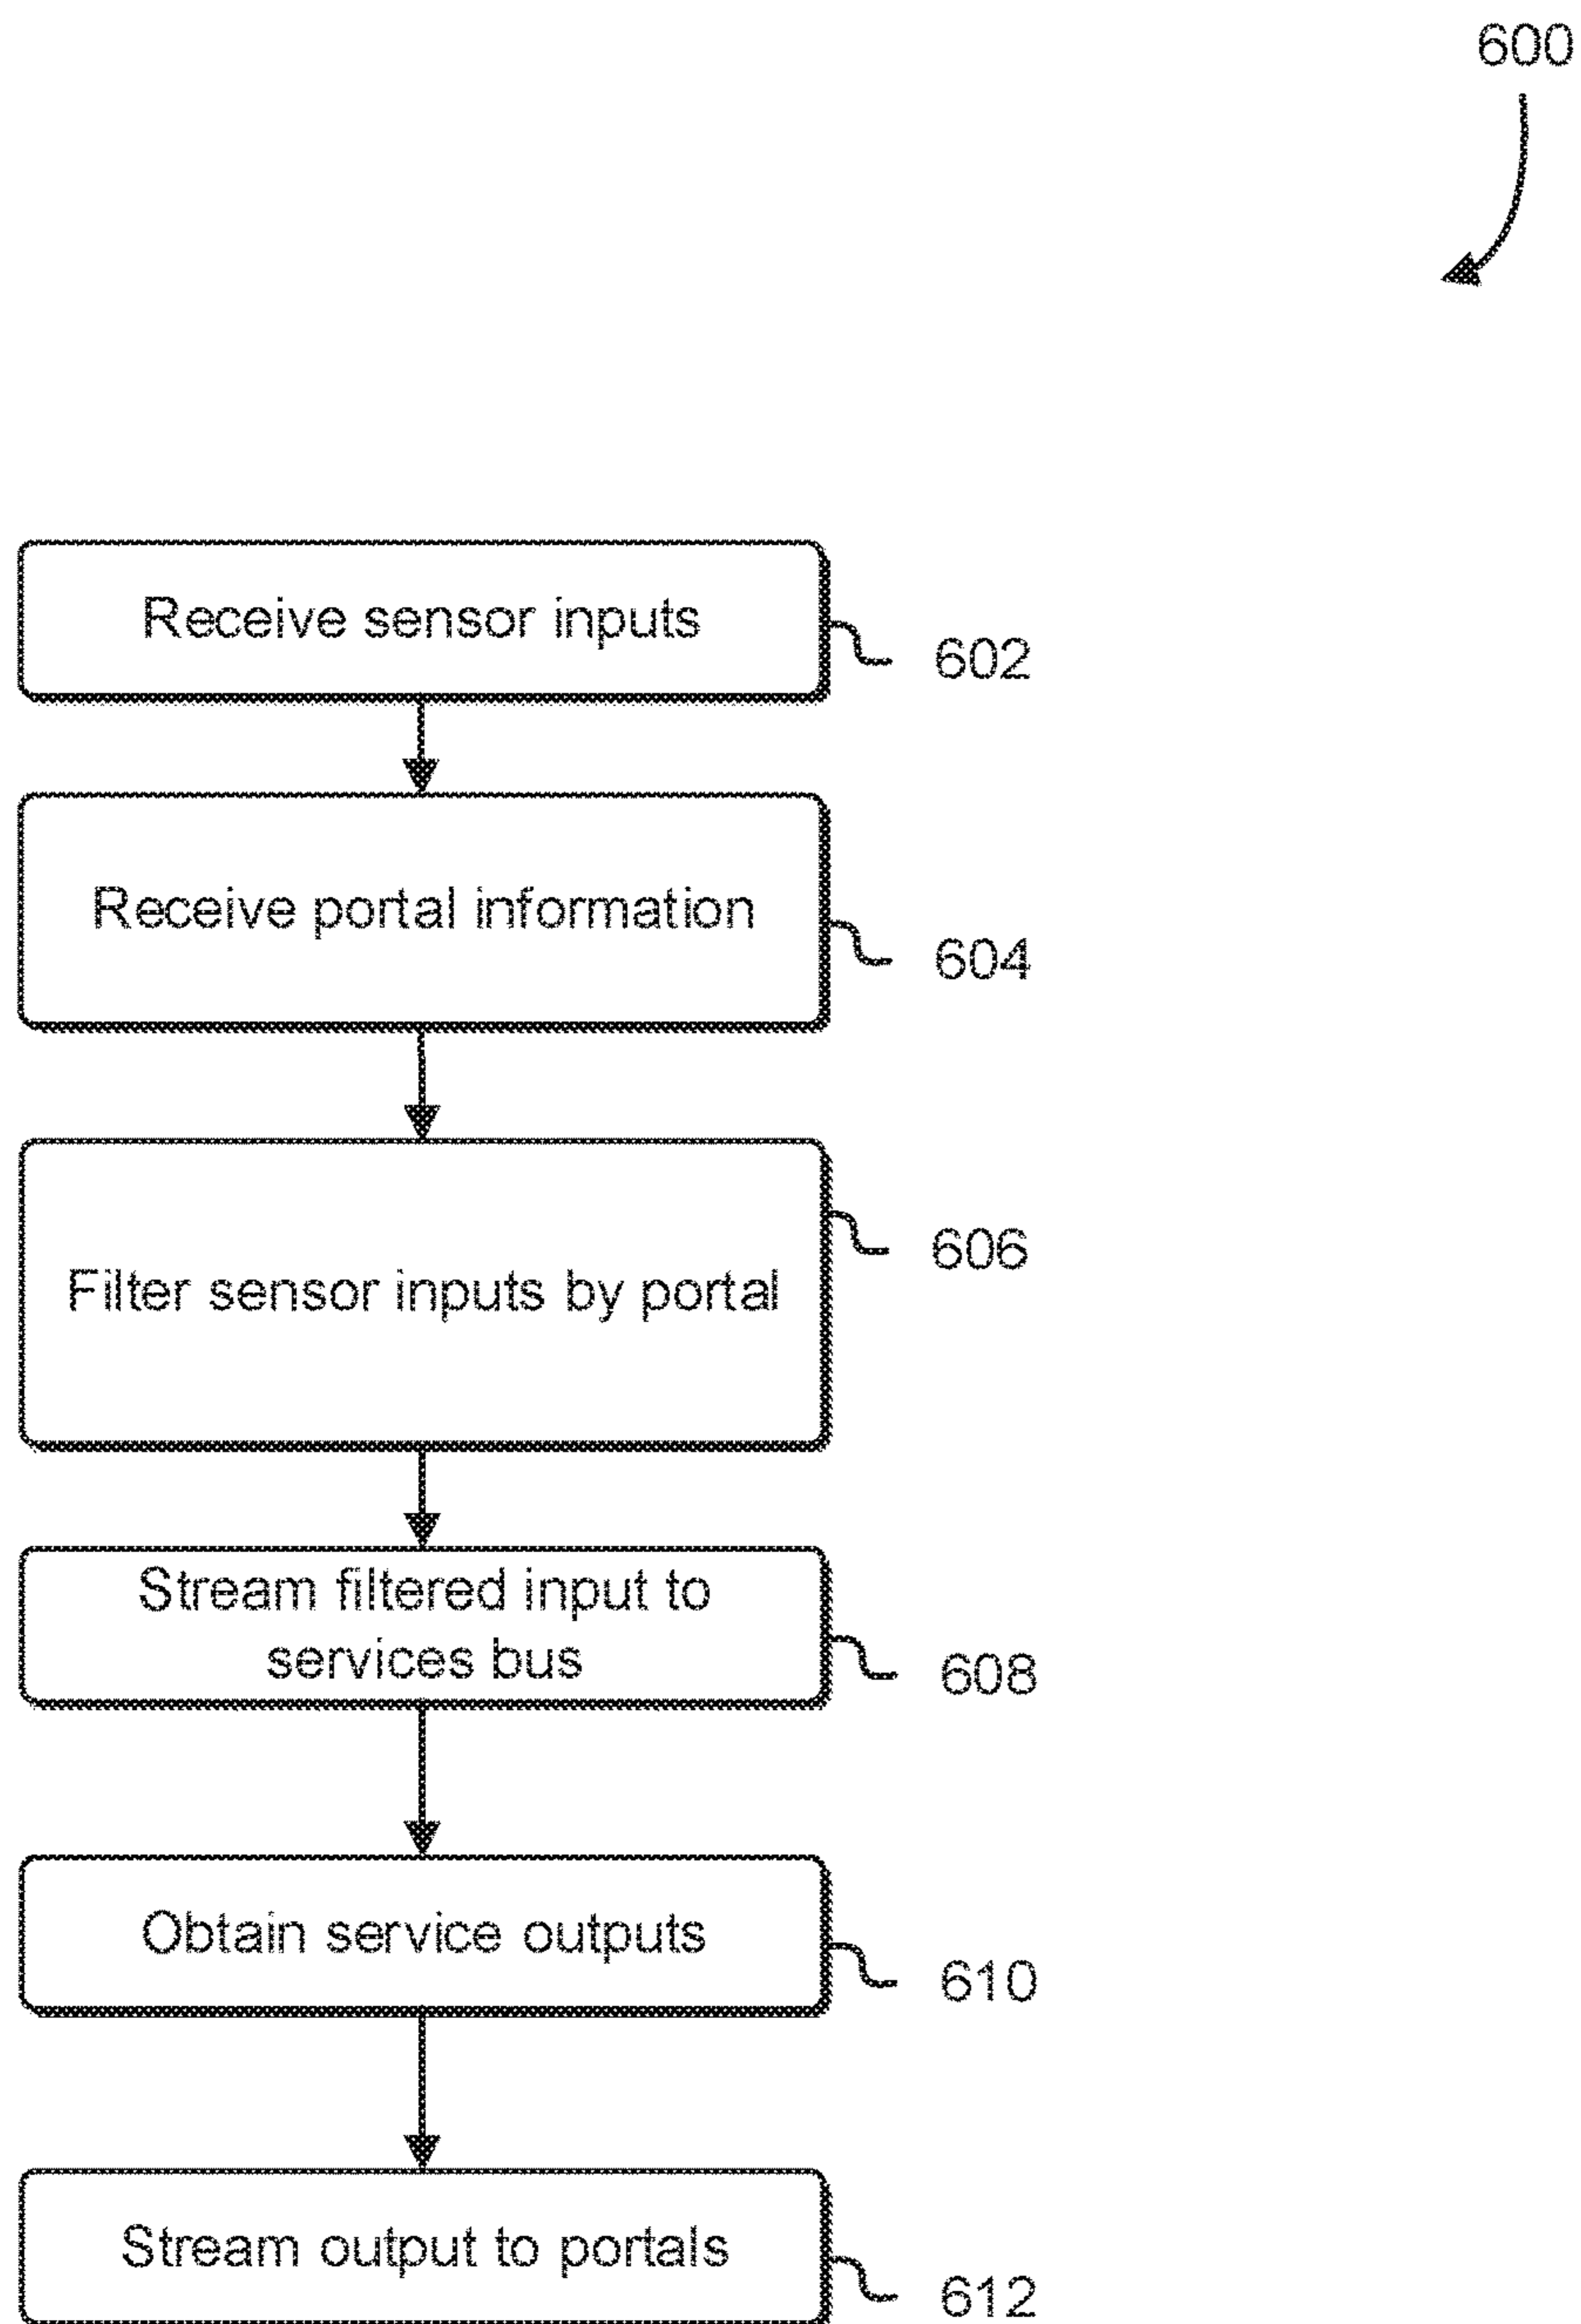 600
Receive sensor inputs
602
Receive portal information
604
Filter sensor inputs by portal
606
Stream filtered input to
services bus
608
Obtain service outputs
610
Stream output to portals
612